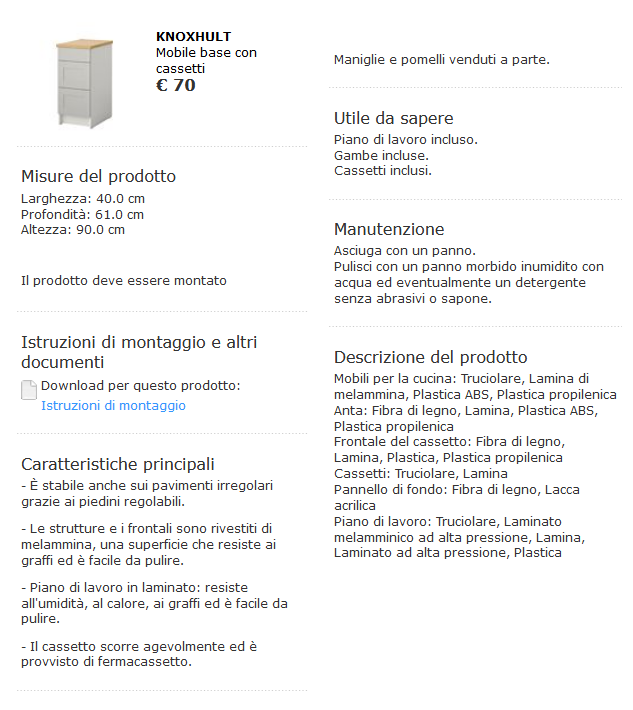 KNOXHULT
Mobile base con
cassetti
€ 70
Misure del prodotto
Larghezza: 40.0 cm
Profondità: 61.0 cm
Altezza: 90.0 cm
Il prodotto deve essere montato
Istruzioni di montaggio e altri
documenti
Download per questo prodotto:
Istruzioni di montaggio
Caratteristiche principali
- È stabile anche sui pavimenti irregolari
grazie ai piedini regolabili.
- Le strutture e i frontali sono rivestiti di
melammina, una superficie che resiste ai
graffi ed è facile da pulire.
- Piano di lavoro in laminato: resiste
all'umidità, al calore, ai graffi ed è facile da
pulire.
- Il cassetto scorre agevolmente ed è
provvisto di fermacassetto.
Maniglie e pomelli venduti a parte.
Utile da sapere
Piano di lavoro incluso.
Gambe incluse.
Cassetti inclusi.
Manutenzione
Asciuga con un panno.
Pulisci con un panno morbido inumidito con
acqua ed eventualmente un detergente
senza abrasivi o sapone.
Descrizione del prodotto
Mobili per la cucina: Truciolare, Lamina di
melammina, Plastica ABS, Plastica propilenica
Anta: Fibra di legno, Lamina, Plastica ABS,
Plastica propilenica
Frontale del cassetto: Fibra di legno,
Lamina, Plastica, Plastica propilenica
Cassetti: Truciolare, Lamina
Pannello di fondo: Fibra di legno, Lacca
acrilica
Piano di lavoro: Truciolare, Laminato
melamminico ad alta pressione, Lamina,
Laminato ad alta pressione, Plastica